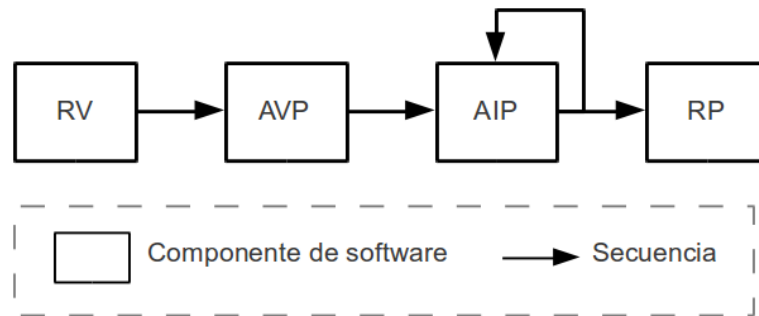 RV
AVP
AIP
RP
Componente de software
Secuencia